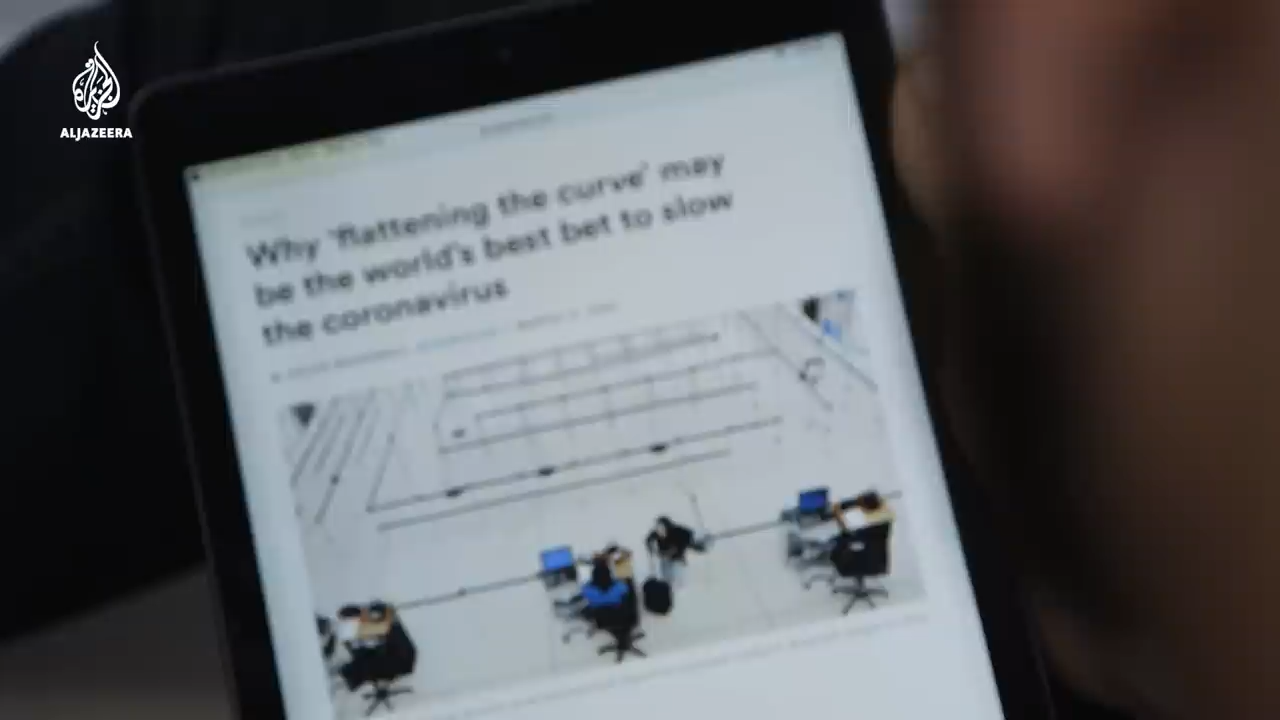 ALJAZEERA
Why 'flattening the curve' may
be the world's best bet to slow
the coronavirus